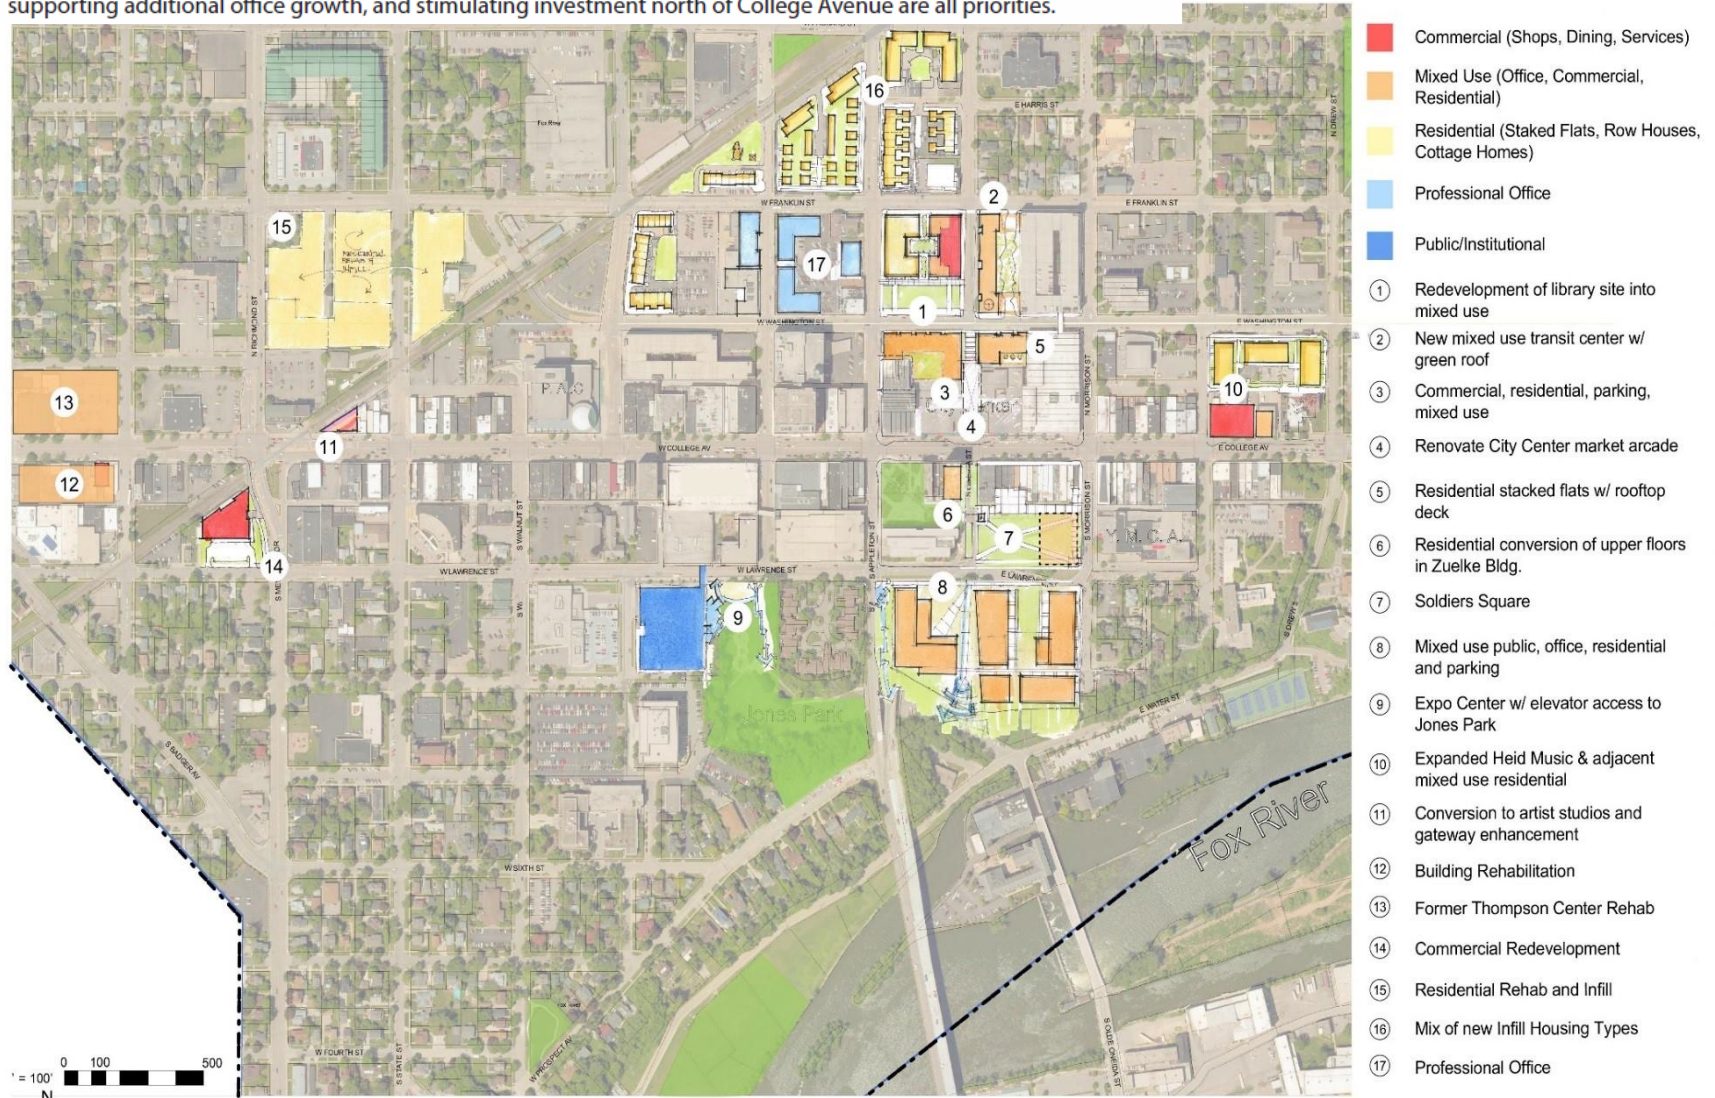 supporting additional office growth, and stimulating investment north of College Avenue are all priorities.
Commercial (Shops, Dining, Services)
Mixed Use (Office, Commercial,
Residential)
Residential (Staked Flats, Row Houses,
Cottage Homes)
Professional Office
Public/Institutional
1 Redevelopment of library site into
mixed use
2 New mixed use transit center w/
green roof
3 Commercial, residential, parking,
mixed use
4 Renovate City Center market arcade
5 Residential stacked flats w/ rooftop
deck
6 Residential conversion of upper floors
in Zuelke Bldg.
7 Soldiers Square
8 Mixed use public, office, residential
and parking
9 Expo Center w/ elevator access to
Jones Park
10 Expanded Heid Music & adjacent
mixed use residential
11 Conversion to artist studios and
gateway enhancement
12 Building Rehabilitation
13 Former Thompson Center Rehab
14 Commercial Redevelopment
15 Residential Rehab and Infill
16 Mix of new Infill Housing Types
17 Professional Office
16
E HARRIS ST
N DREW ST
2
W FRANKLIN ST
E FRANKLIN ST
15
17
1
N RICHMOND ST
W WASHINGTON ST
E WASHINGTON ST
5
P.A.C
13
3
10
N MORRISON ST
4
11
W COLLEGE AV
E COLLEGE AV
12
6
7
Y.M.C.A.
S MORRISON ST
S WALNUT ST
S APPLETON ST
14
W LAWRENCE ST
W LAWRENCE ST
E LAWRENCE ST
8
9
Jones Park
E WATER ST
S BADGER AV
Fox River
W SIXTH ST
W FOURTH ST
S STATE ST
W PROSPECT AV
S OLDE ONEIDA ST
0 100 500
' = 100'
N